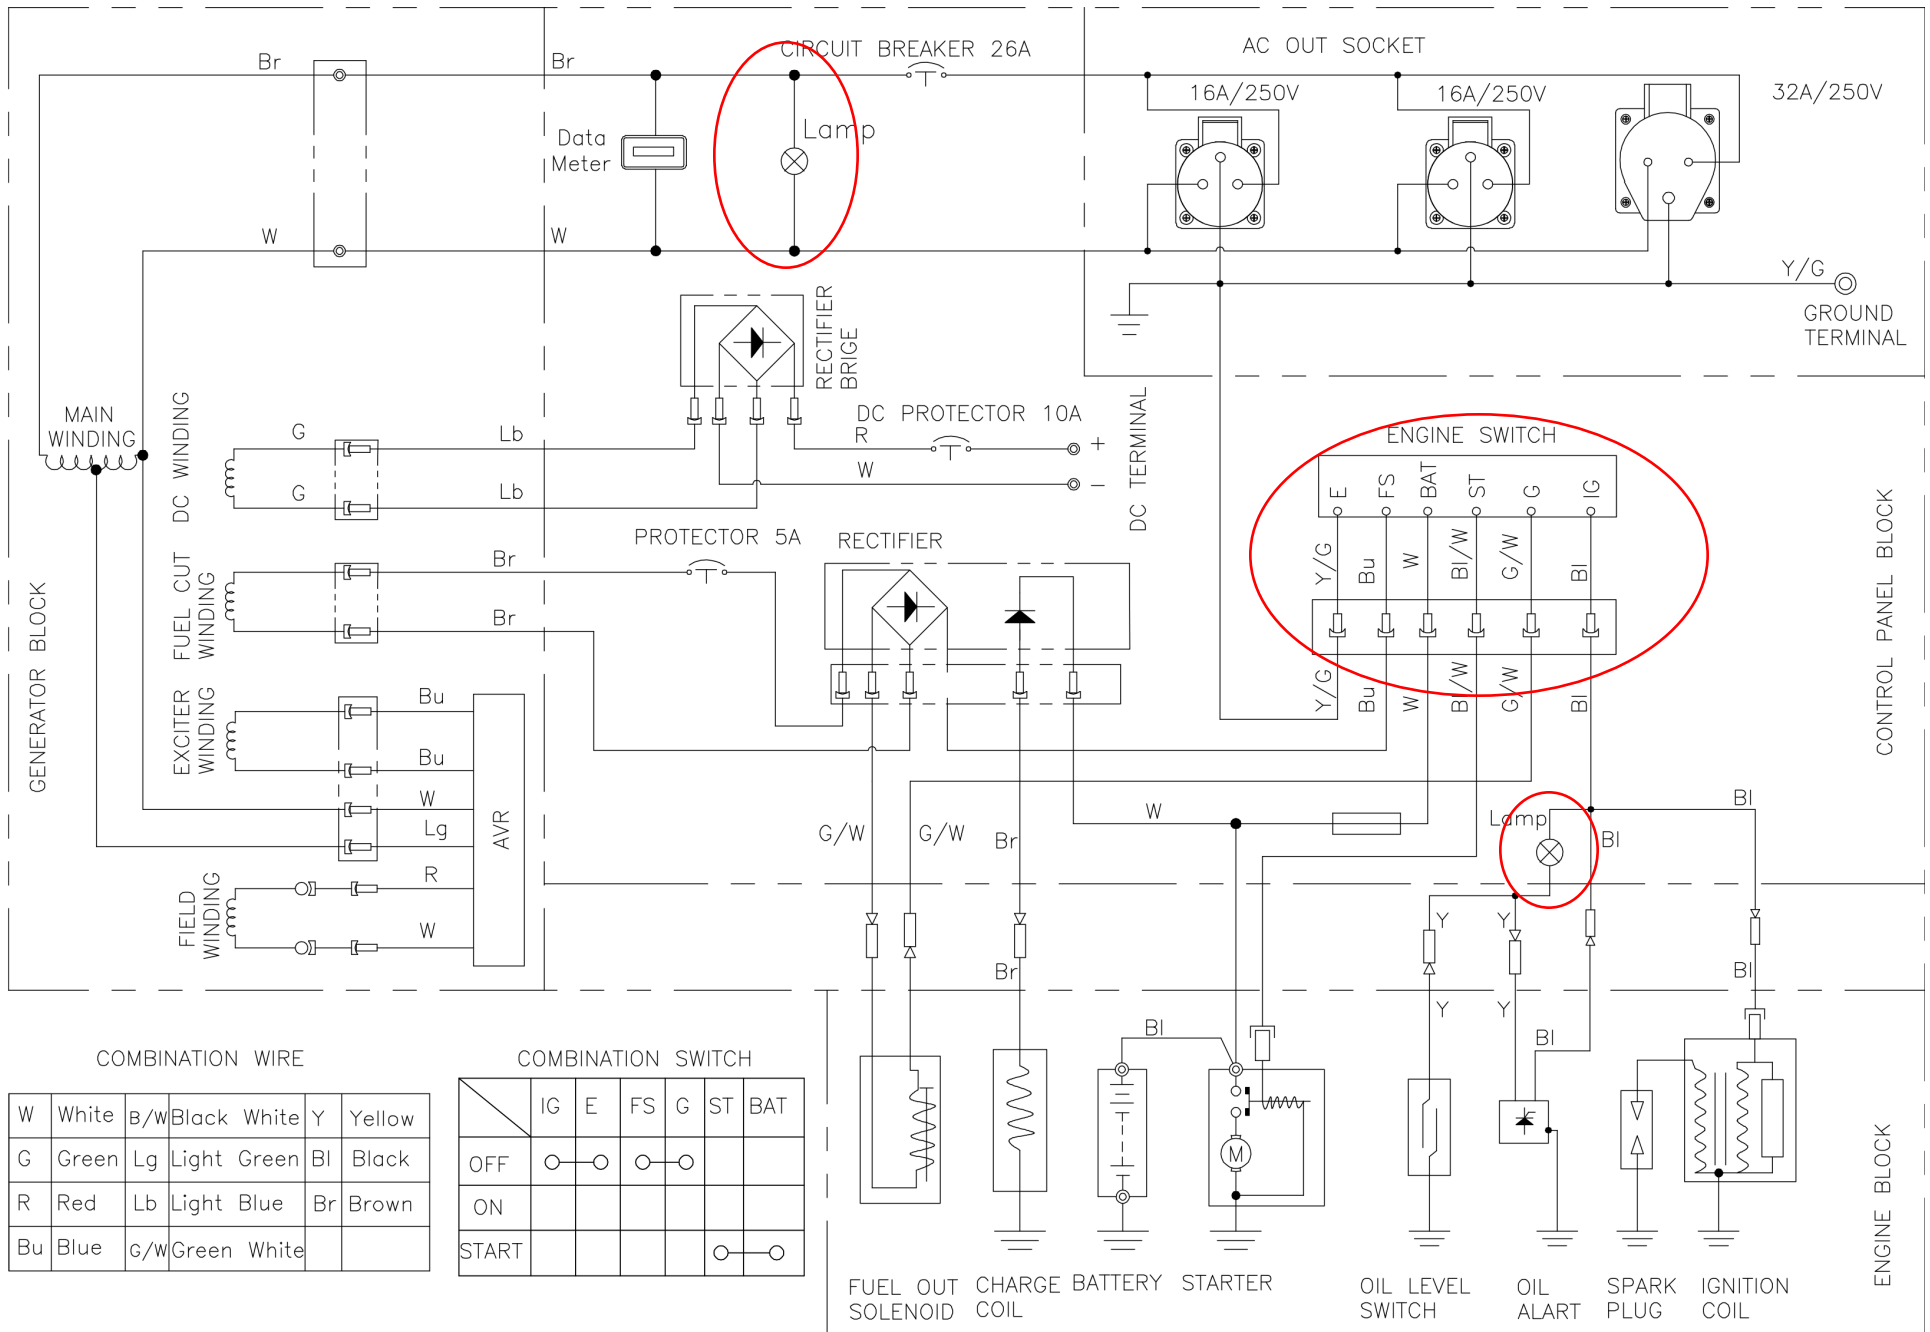 CIRCUIT BREAKER 26A
AC OUT SOCKET
Br
Br
16A/250V
16A/250V
32A/250V
Lamp
Data
Meter
W
W
Y/G
GROUND
TERMINAL
RECTIFIER
BRIGE
MAIN
WINDING
DC WINDING
G
Lb
G
Lb
DC PROTECTOR 10A
R
+
W
−
DC TERMINAL
ENGINE SWITCH
E
FS
BAT
ST
G
IG
Y/G
Bu
W
Bl/W
G/W
Bl
Y/G
Bu
W
Bl/W
G/W
Bl
CONTROL PANEL BLOCK
PROTECTOR 5A
RECTIFIER
FUEL CUT
WINDING
Br
Br
GENERATOR BLOCK
EXCITER
WINDING
Bu
Bu
W
Lg
AVR
R
W
FIELD
WINDING
G/W
G/W
Br
W
Lamp
Bl
Bl
Br
Y
Y
Bl
Y
Y
Bl
Bl
M
ENGINE BLOCK
FUEL OUT
SOLENOID
CHARGE
COIL
BATTERY
STARTER
OIL LEVEL
SWITCH
OIL
ALART
SPARK
PLUG
IGNITION
COIL
COMBINATION WIRE
W White B/W Black White Y Yellow
G Green Lg Light Green Bl Black
R Red Lb Light Blue Br Brown
Bu Blue G/W Green White
COMBINATION SWITCH
IG E FS G ST BAT
OFF
ON
START